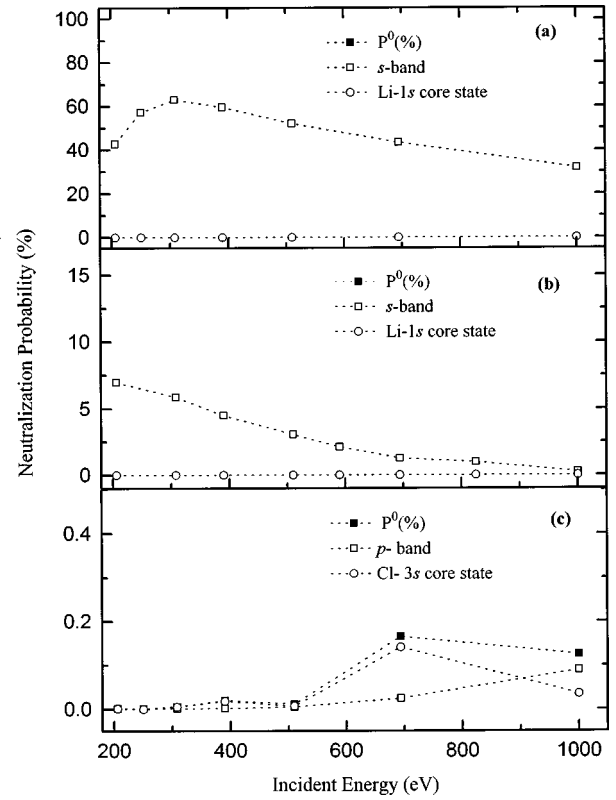 100
(a)
P⁰(%)
s-band
Li-1s core state
80
60
40
20
0
15
(b)
P⁰(%)
s-band
Li-1s core state
10
5
0
(c)
P⁰(%)
p- band
Cl- 3s core state
0.4
0.2
0.0
200 400 600 800 1000
Neutralization Probability (%)
Incident Energy (eV)